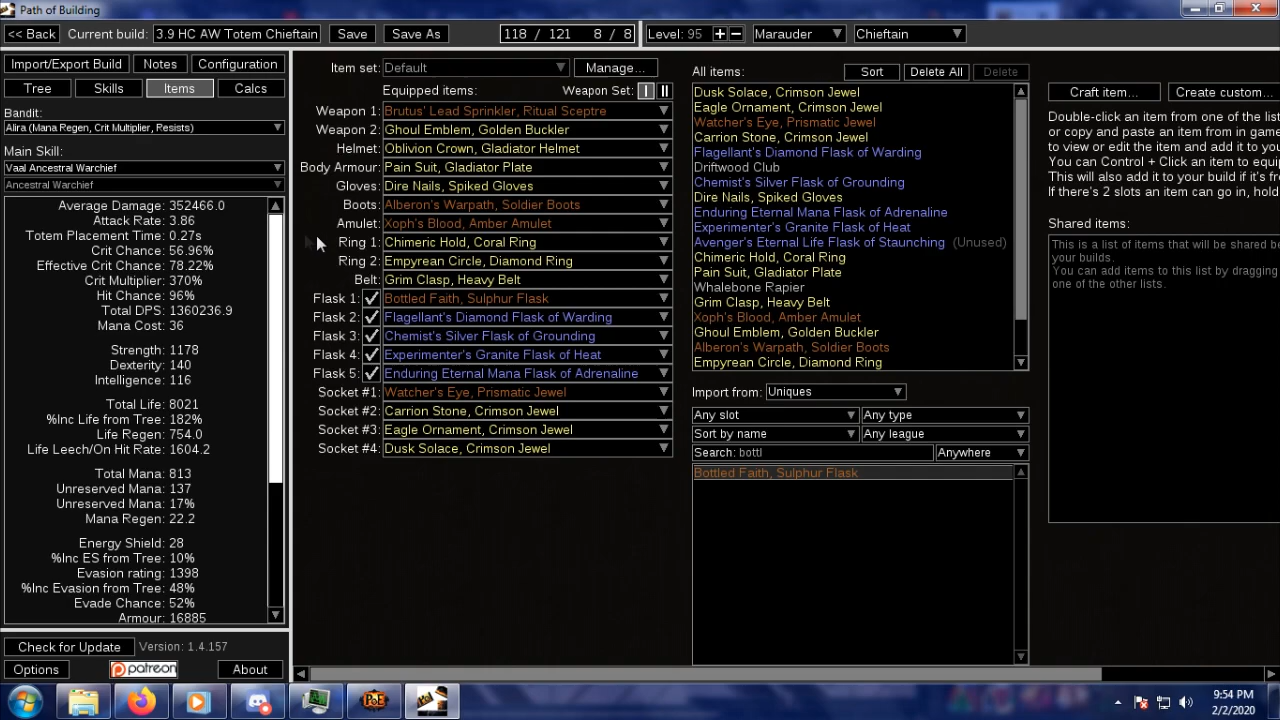 Path of Building
<< Back Current build: 3.9 HC AW Totem Chieftain Save Save As 118 / 121 8 / 8 Level: 95 + - Marauder Chieftain
Import/Export Build Notes Configuration
Tree Skills Items Calcs
Bandit:
Alira (Mana Regen, Crit Multiplier, Resists)
Main Skill:
Vaal Ancestral Warchief
Ancestral Warchief
Average Damage: 352466.0
Attack Rate: 3.86
Totem Placement Time: 0.27s
Crit Chance: 56.96%
Effective Crit Chance: 78.22%
Crit Multiplier: 370%
Hit Chance: 96%
Total DPS: 1360236.9
Mana Cost: 36
Strength: 1178
Dexterity: 140
Intelligence: 116
Total Life: 8021
%Inc Life from Tree: 182%
Life Regen: 754.0
Life Leech/On Hit Rate: 1604.2
Total Mana: 813
Unreserved Mana: 137
Unreserved Mana: 17%
Mana Regen: 22.2
Energy Shield: 28
%Inc ES from Tree: 10%
Evasion rating: 1398
%Inc Evasion from Tree: 48%
Evade Chance: 52%
Armour: 16885
Check for Update Version: 1.4.157
Options patreon About
Item set: Default Manage...
Equipped items: Weapon Set: I II
Weapon 1: Brutus' Lead Sprinkler, Ritual Sceptre
Weapon 2: Ghoul Emblem, Golden Buckler
Helmet: Oblivion Crown, Gladiator Helmet
Body Armour: Pain Suit, Gladiator Plate
Gloves: Dire Nails, Spiked Gloves
Boots: Alberon's Warpath, Soldier Boots
Amulet: Xoph's Blood, Amber Amulet
Ring 1: Chimeric Hold, Coral Ring
Ring 2: Empyrean Circle, Diamond Ring
Belt: Grim Clasp, Heavy Belt
Flask 1: Bottled Faith, Sulphur Flask
Flask 2: Flagellant's Diamond Flask of Warding
Flask 3: Chemist's Silver Flask of Grounding
Flask 4: Experimenter's Granite Flask of Heat
Flask 5: Enduring Eternal Mana Flask of Adrenaline
Socket #1: Watcher's Eye, Prismatic Jewel
Socket #2: Carrion Stone, Crimson Jewel
Socket #3: Eagle Ornament, Crimson Jewel
Socket #4: Dusk Solace, Crimson Jewel
All items: Sort Delete All Delete
Dusk Solace, Crimson Jewel
Eagle Ornament, Crimson Jewel
Watcher's Eye, Prismatic Jewel
Carrion Stone, Crimson Jewel
Flagellant's Diamond Flask of Warding
Driftwood Club
Chemist's Silver Flask of Grounding
Dire Nails, Spiked Gloves
Enduring Eternal Mana Flask of Adrenaline
Experimenter's Granite Flask of Heat
Avenger's Eternal Life Flask of Staunching (Unused)
Chimeric Hold, Coral Ring
Pain Suit, Gladiator Plate
Whalebone Rapier
Grim Clasp, Heavy Belt
Xoph's Blood, Amber Amulet
Ghoul Emblem, Golden Buckler
Alberon's Warpath, Soldier Boots
Empyrean Circle, Diamond Ring
Import from: Uniques
Any slot Any type
Sort by name Any league
Search: bottl Anywhere
Bottled Faith, Sulphur Flask
Craft item... Create custom...
Double-click an item from one of the list
or copy and paste an item from in game
to view or edit the item and add it to you
You can Control + Click an item to equi
This will also add it to your build if it's fr
If there's 2 slots an item can go in, hold
Shared items:
This is a list of items that will be shared be
your builds.
You can add items to this list by dragging
one of the other lists.
PoE
9:54 PM
2/2/2020